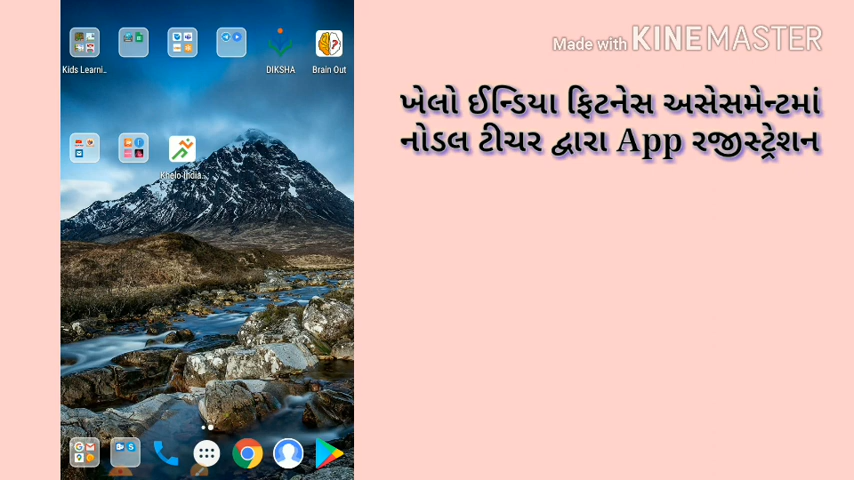 Made with KINEMASTER
ખેલો ઈન્ડિયા ફિટનેસ અસેસમેન્ટમાં
નોડલ ટીચર દ્વારા App રજીસ્ટ્રેશન
Kids Learni..
DIKSHA
Brain Out
Khelo-India..